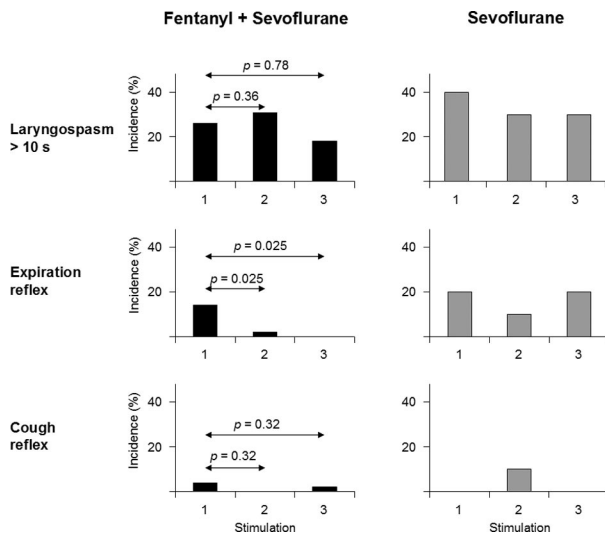 Fentanyl + Sevoflurane
Sevoflurane
Laryngospasm
> 10 s
Incidence (%)
40
20
p = 0.78
p = 0.36
1 2 3
40
20
1 2 3
Expiration
reflex
Incidence (%)
40
20
p = 0.025
p = 0.025
1 2 3
40
20
1 2 3
Cough
reflex
Incidence (%)
40
20
p = 0.32
p = 0.32
1 2 3
Stimulation
40
20
1 2 3
Stimulation